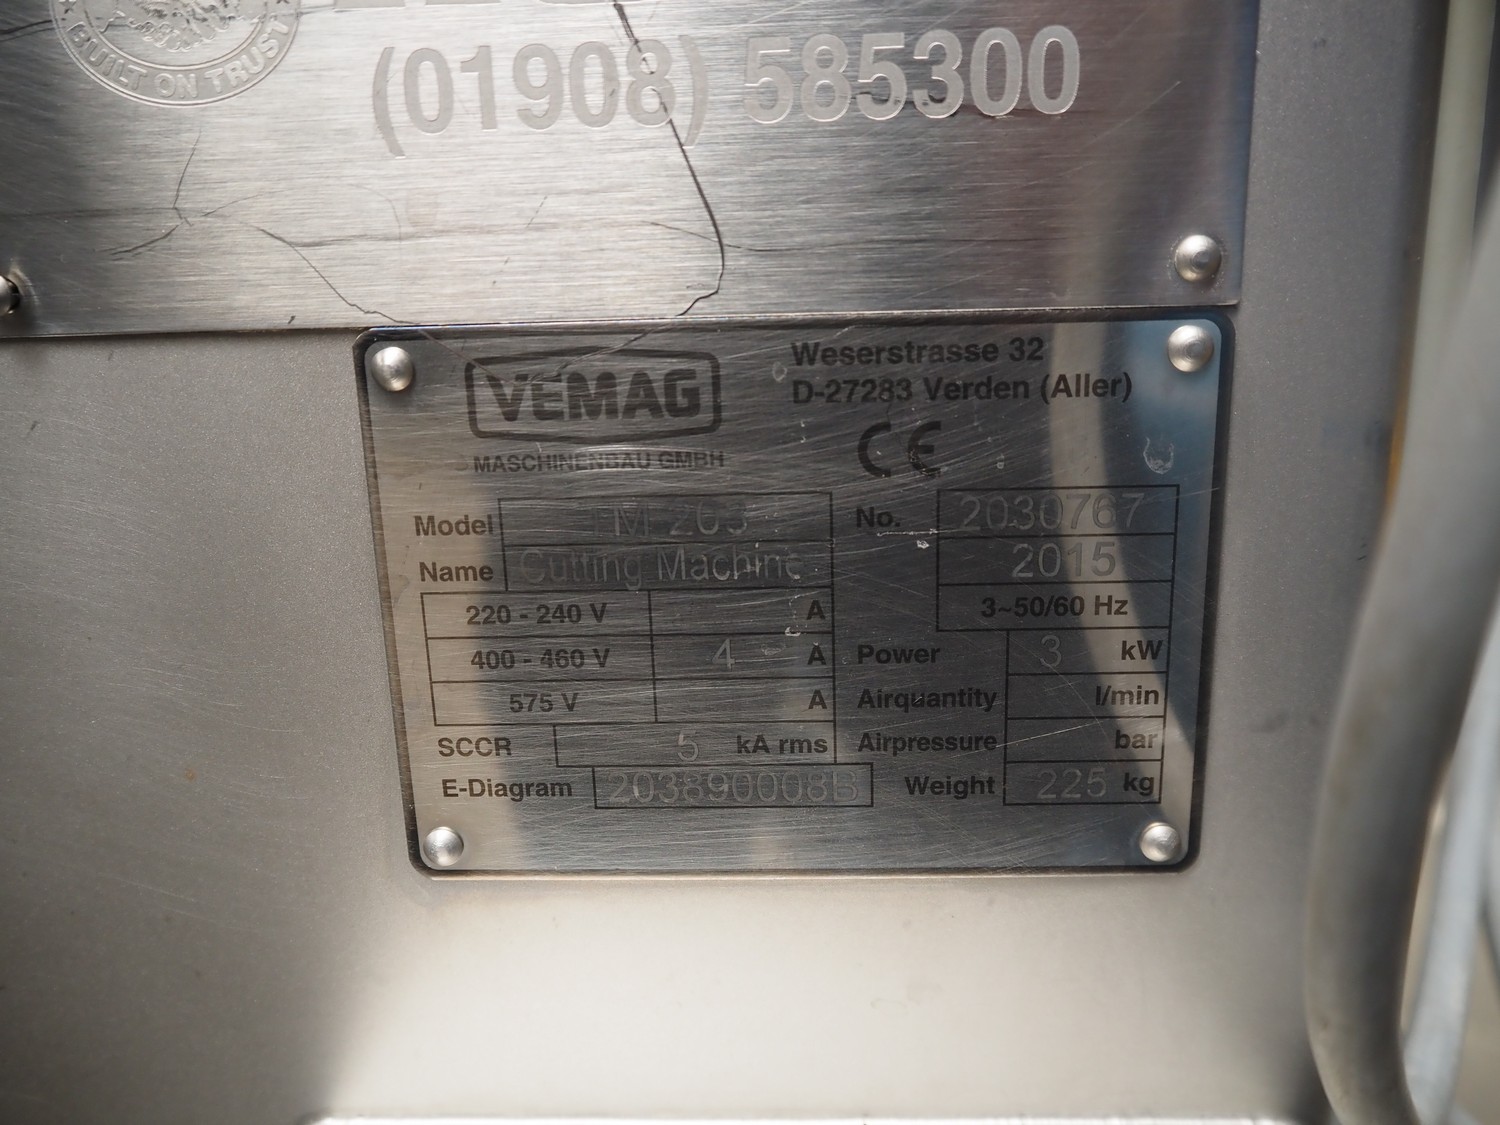 BUILT ON TRUST
(01908) 585300
VEMAG
MASCHINENBAU GMBH
Weserstrasse 32
D-27283 Verden (Aller)
CE
Model TM 203
Name Cutting Machine
220 - 240 V A
400 - 460 V 4 A
575 V A
SCCR 5 kA rms
E-Diagram 203890008B
No. 2030767
2015
3~50/60 Hz
Power 3 kW
Airquantity l/min
Airpressure bar
Weight 225 kg